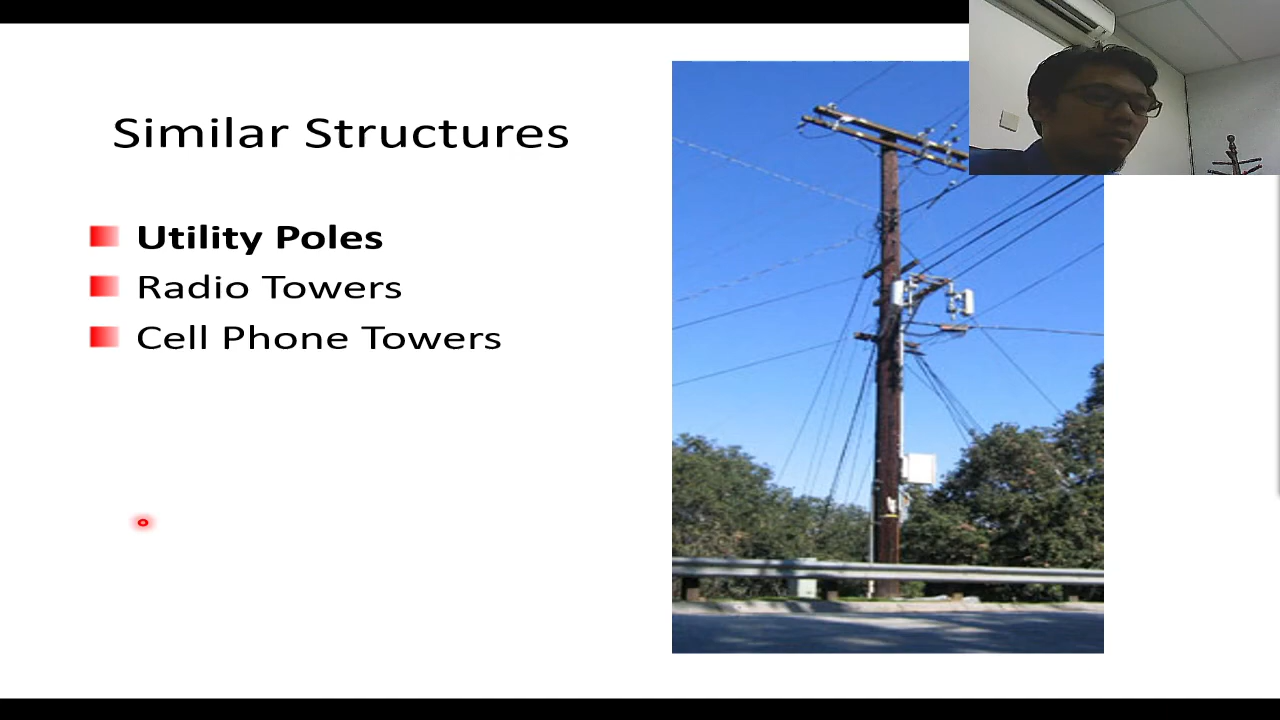 Similar Structures
Utility Poles
Radio Towers
Cell Phone Towers